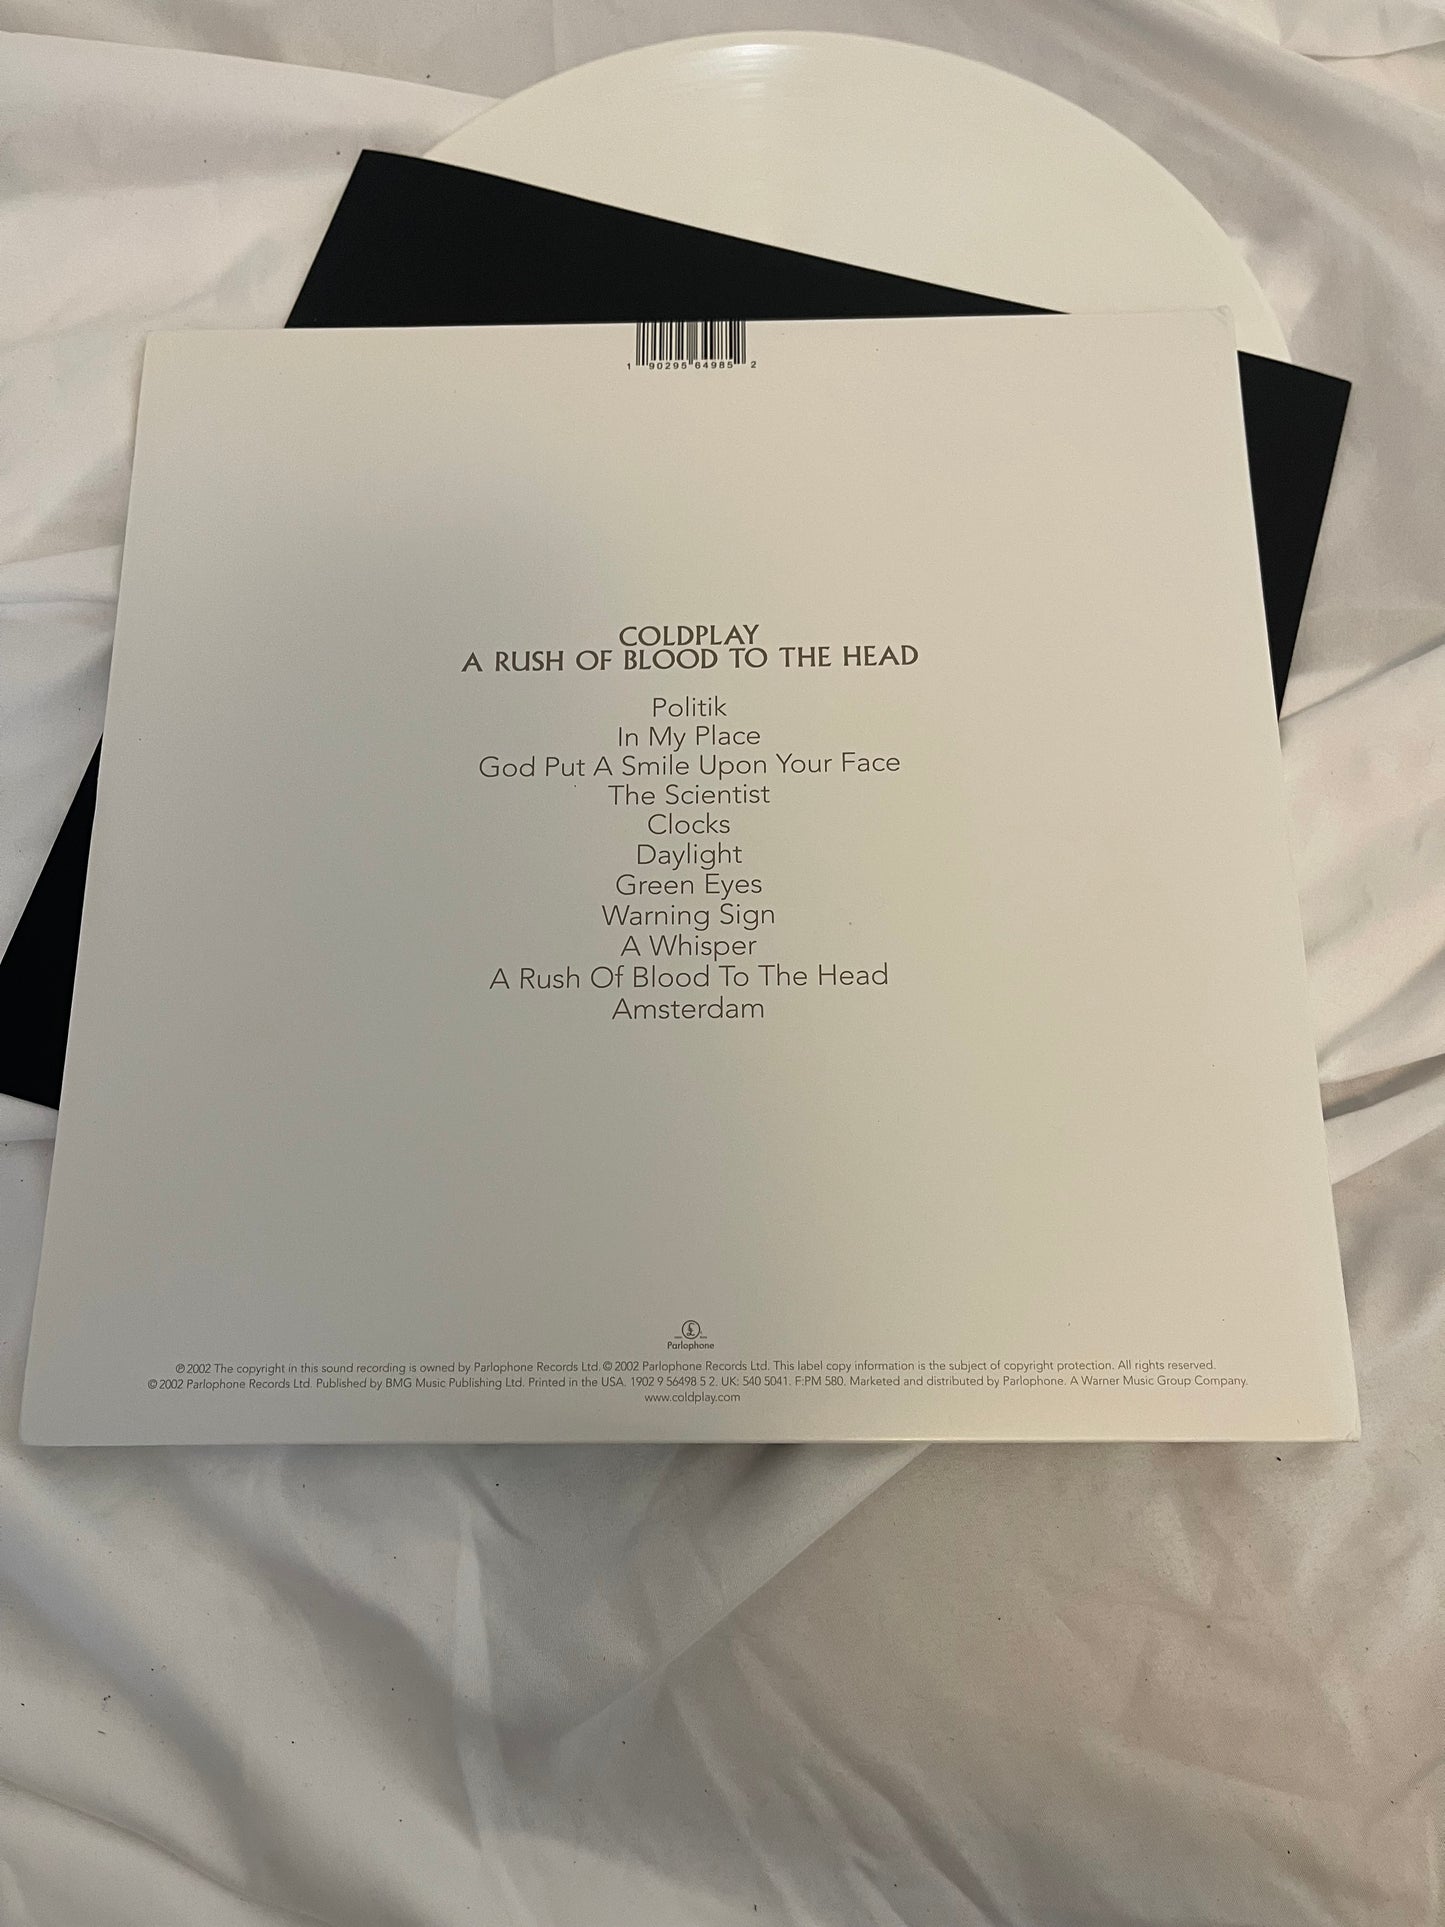 1 90295 64985 2
COLDPLAY
A RUSH OF BLOOD TO THE HEAD
Politik
In My Place
God Put A Smile Upon Your Face
The Scientist
Clocks
Daylight
Green Eyes
Warning Sign
A Whisper
A Rush Of Blood To The Head
Amsterdam
Parlophone
℗ 2002 The copyright in this sound recording is owned by Parlophone Records Ltd. © 2002 Parlophone Records Ltd. This label copy information is the subject of copyright protection. All rights reserved.
© 2002 Parlophone Records Ltd. Published by BMG Music Publishing Ltd. Printed in the USA. 1902 9 56498 5 2. UK: 540 5041. F:PM 580. Marketed and distributed by Parlophone. A Warner Music Group Company.
www.coldplay.com